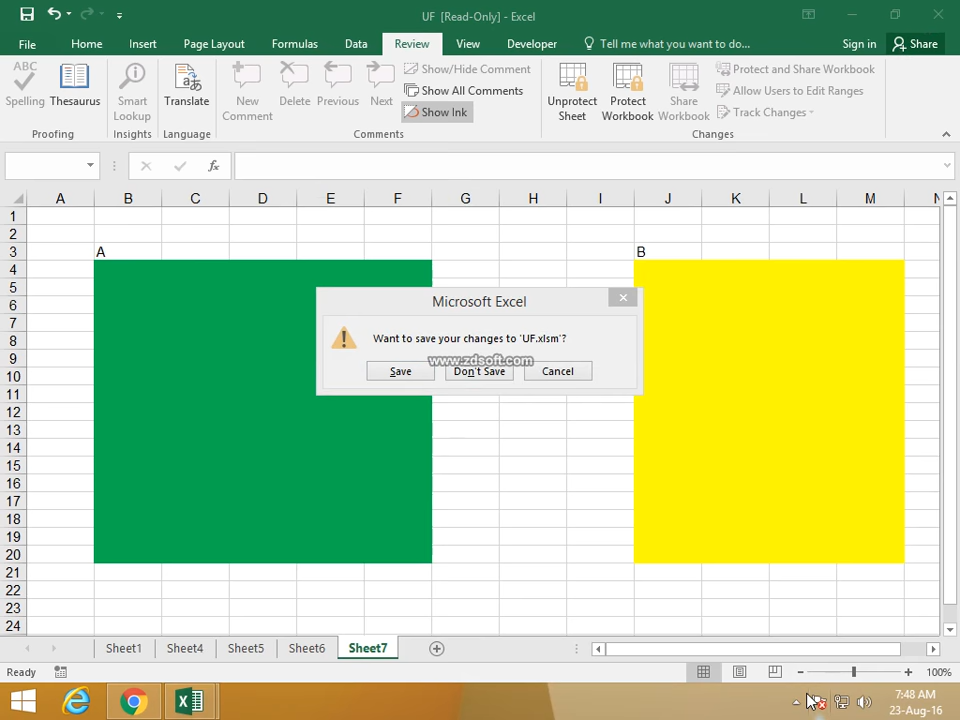 UF [Read-Only] - Excel
File Home Insert Page Layout Formulas Data Review View Developer Tell me what you want to do... Sign in Share
ABC
Spelling Thesaurus Smart Lookup Translate New Comment Delete Previous Next
Show/Hide Comment
Show All Comments
Show Ink
Unprotect Sheet Protect Workbook Share Workbook
Protect and Share Workbook
Allow Users to Edit Ranges
Track Changes
Proofing Insights Language Comments Changes
fx
A B C D E F G H I J K L M N
1
2
3 A B
4
5
6
7
8
9
10
11
12
13
14
15
16
17
18
19
20
21
22
23
24
Microsoft Excel
Want to save your changes to 'UF.xlsm'?
www.zdsoft.com
Save Don't Save Cancel
Sheet1 Sheet4 Sheet5 Sheet6 Sheet7
Ready 100%
7:48 AM
23-Aug-16